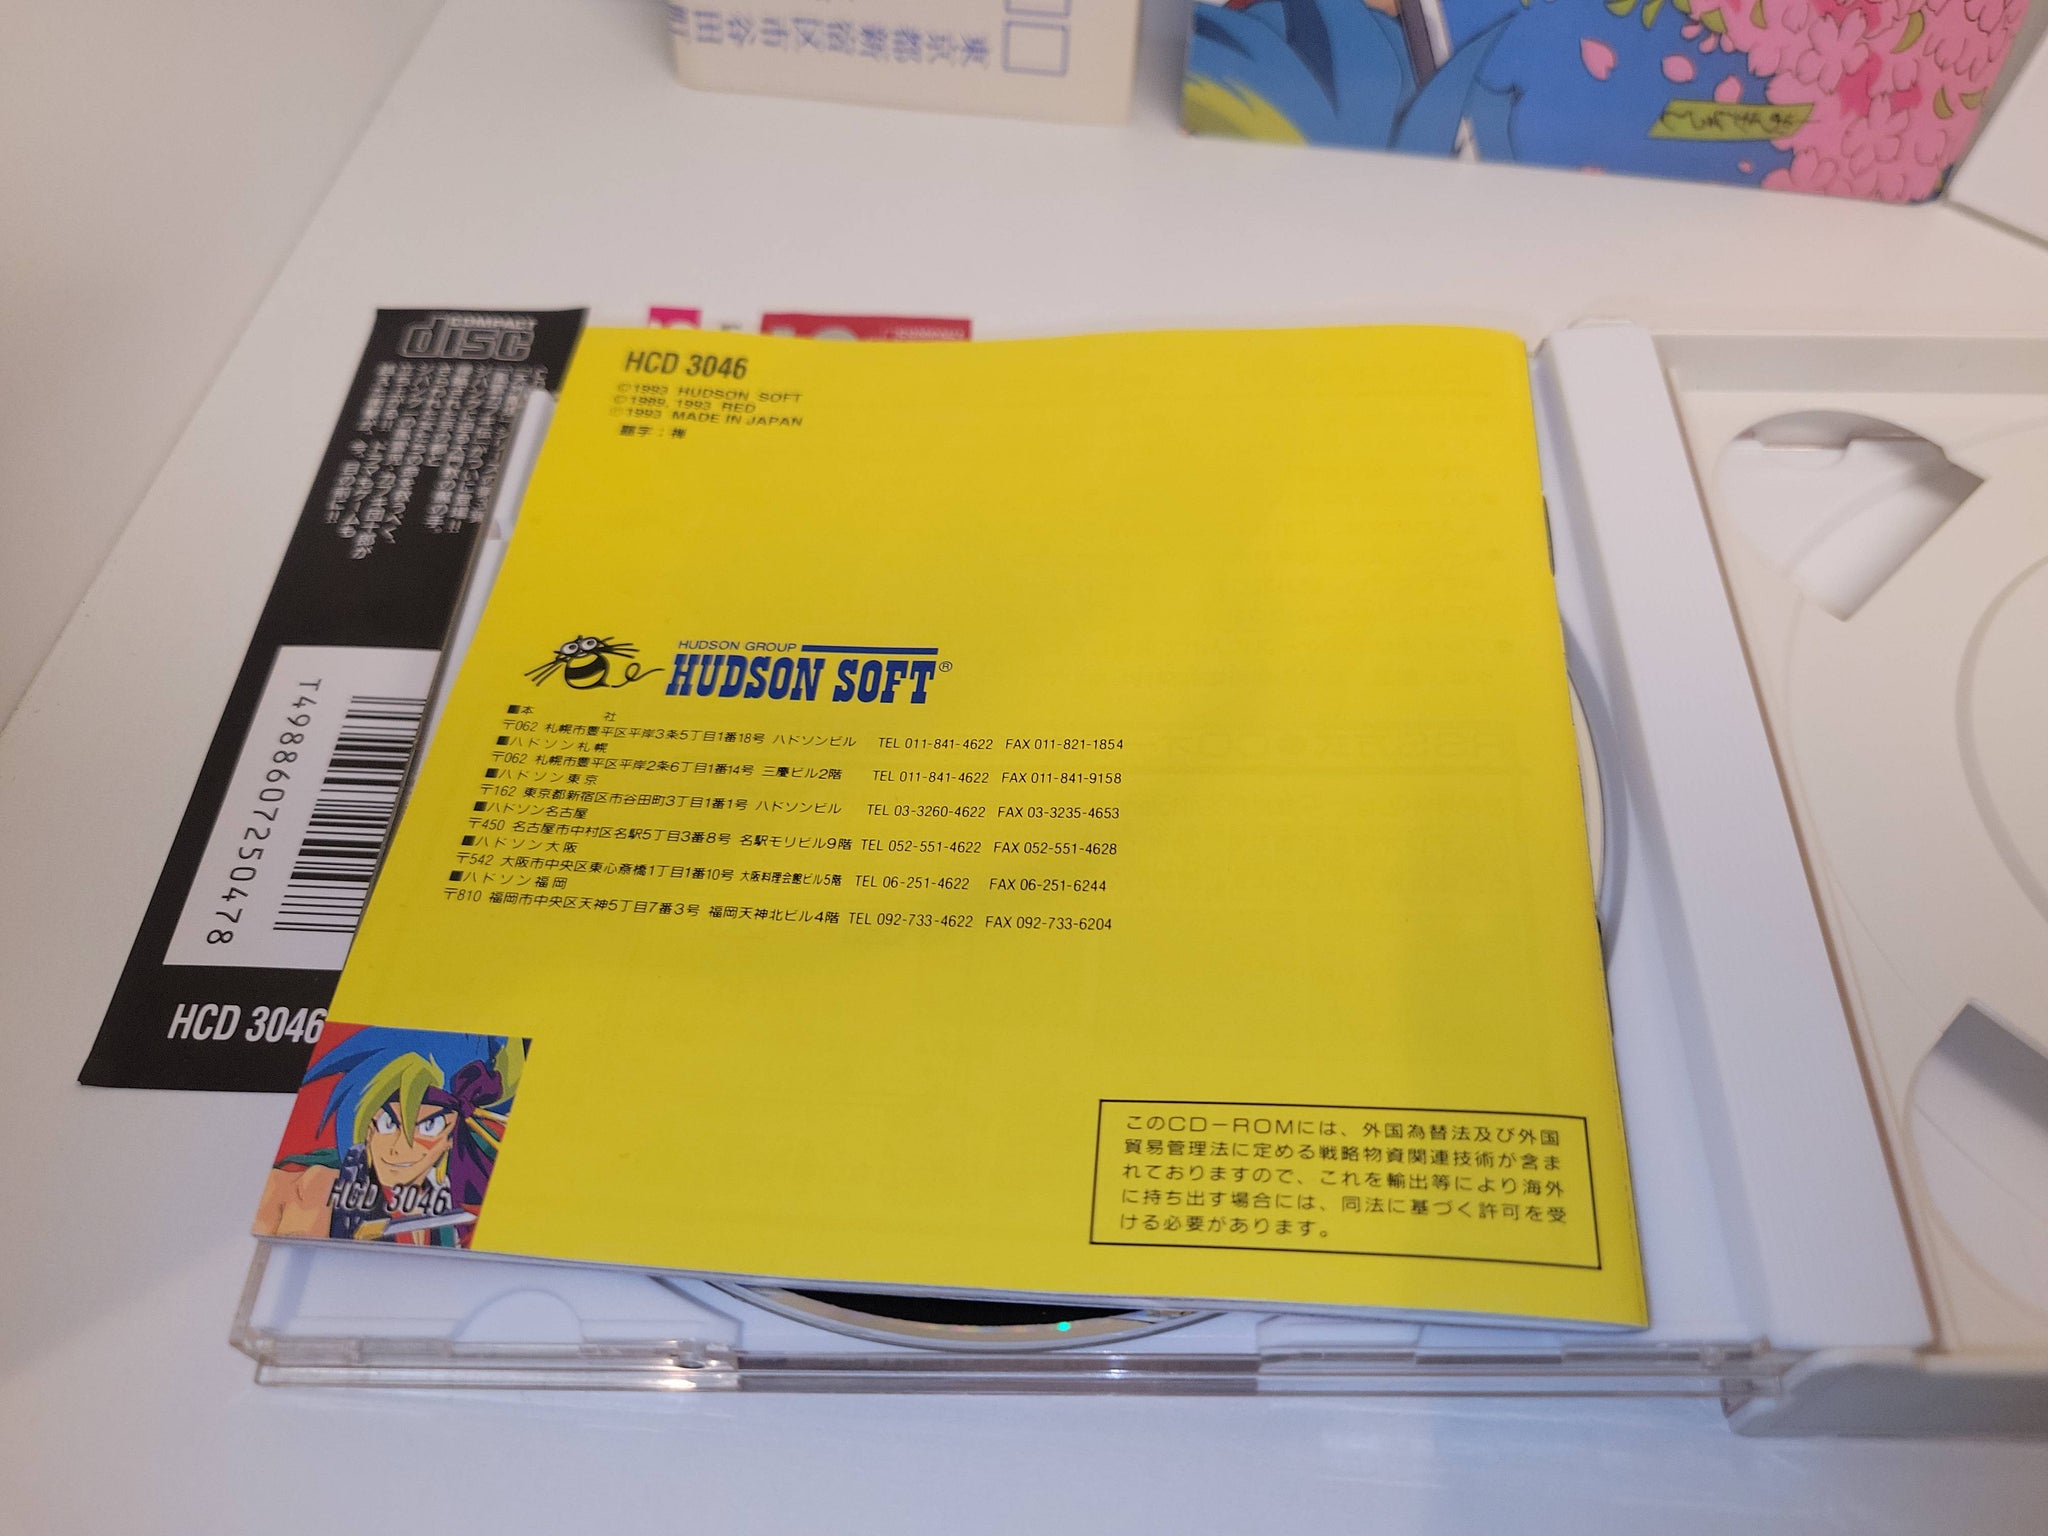 東京都新宿区市谷田町
COMPACT
disc
T4988607250478
HCD 3046
HCD 3046
©1993 HUDSON SOFT
©1989, 1993 RED
℗1993 MADE IN JAPAN
HUDSON GROUP
HUDSON SOFT®
■本 社
〒062 札幌市豊平区平岸3条5丁目1番18号 ハドソンビル TEL 011-841-4622 FAX 011-821-1854
■ハドソン札幌
〒062 札幌市豊平区平岸2条6丁目1番14号 三慶ビル2階 TEL 011-841-4622 FAX 011-841-9158
■ハドソン東京
〒162 東京都新宿区市谷田町3丁目1番1号 ハドソンビル TEL 03-3260-4622 FAX 03-3235-4653
■ハドソン名古屋
〒450 名古屋市中村区名駅5丁目3番8号 名駅モリビル9階 TEL 052-551-4622 FAX 052-551-4628
■ハドソン大阪
〒542 大阪市中央区東心斎橋1丁目1番10号 大阪料理会館ビル5階 TEL 06-251-4622 FAX 06-251-6244
■ハドソン福岡
〒810 福岡市中央区天神5丁目7番3号 福岡天神北ビル4階 TEL 092-733-4622 FAX 092-733-6204
HCD 3046
このCD-ROMには、外国為替法及び外国
貿易管理法に定める戦略物資関連技術が含ま
れておりますので、これを輸出等により海外
に持ち出す場合には、同法に基づく許可を受
ける必要があります。